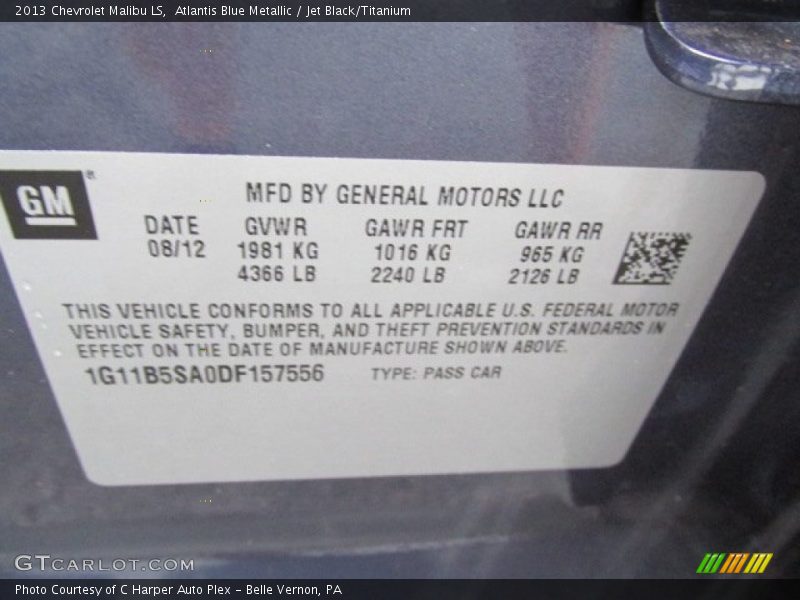 2013 Chevrolet Malibu LS, Atlantis Blue Metallic / Jet Black/Titanium
GM
MFD BY GENERAL MOTORS LLC
DATE GVWR GAWR FRT GAWR RR
08/12 1981 KG 1016 KG 965 KG
4366 LB 2240 LB 2126 LB
THIS VEHICLE CONFORMS TO ALL APPLICABLE U.S. FEDERAL MOTOR
VEHICLE SAFETY, BUMPER, AND THEFT PREVENTION STANDARDS IN
EFFECT ON THE DATE OF MANUFACTURE SHOWN ABOVE.
1G11B5SA0DF157556 TYPE: PASS CAR
GTCARLOT.COM
Photo Courtesy of C Harper Auto Plex - Belle Vernon, PA